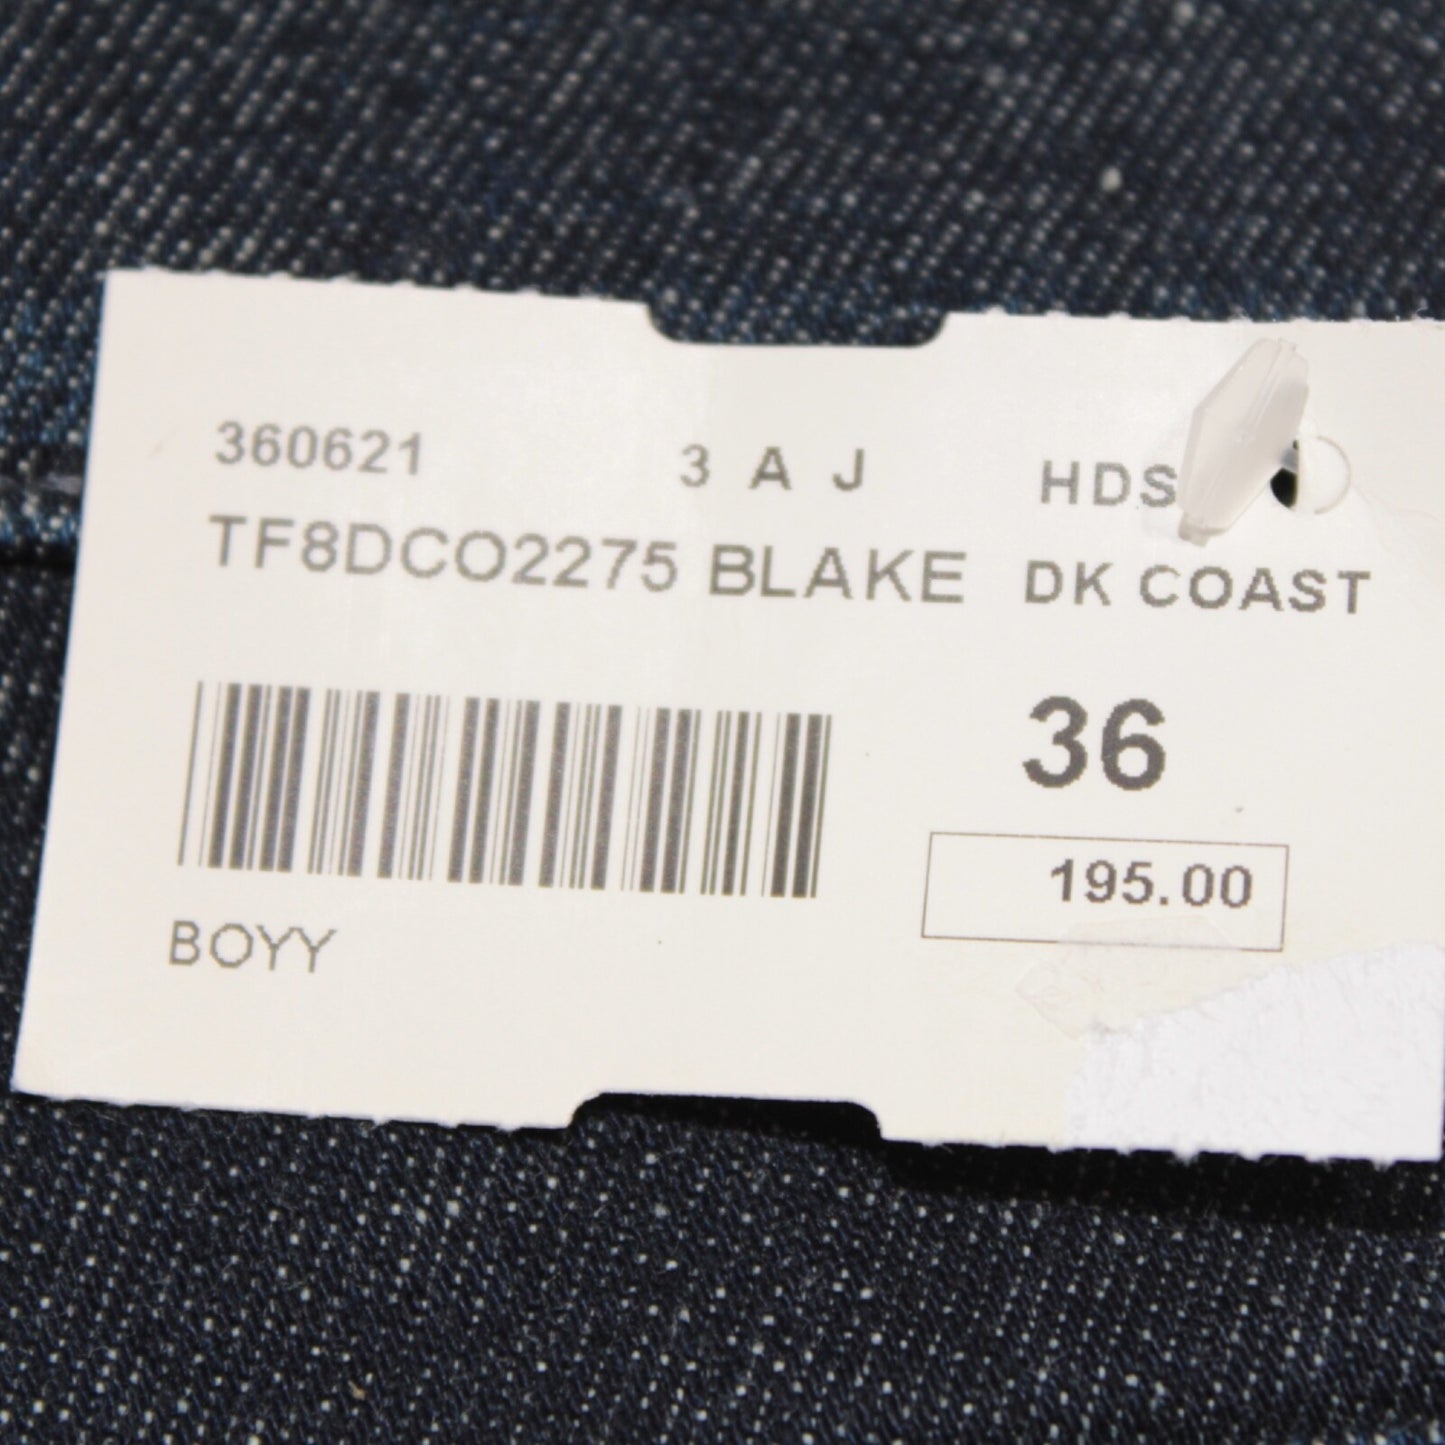 360621 3 A J HDS
TF8DCO2275 BLAKE DK COAST
36
195.00
BOYY